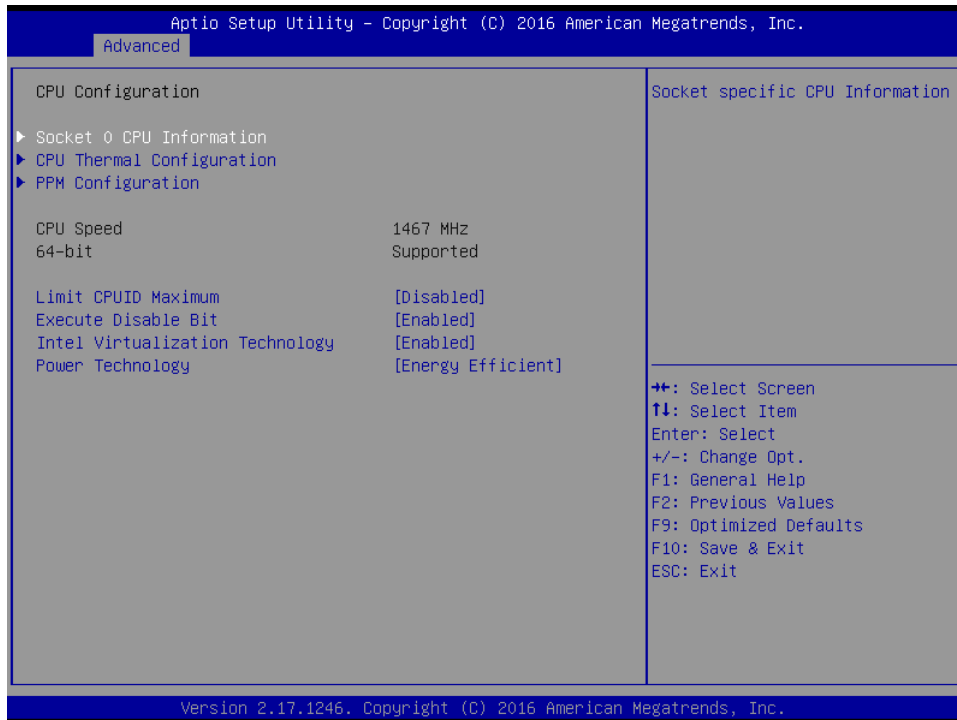 Aptio Setup Utility – Copyright (C) 2016 American Megatrends, Inc.
Advanced
CPU Configuration
Socket 0 CPU Information
CPU Thermal Configuration
PPM Configuration
CPU Speed 1467 MHz
64-bit Supported
Limit CPUID Maximum [Disabled]
Execute Disable Bit [Enabled]
Intel Virtualization Technology [Enabled]
Power Technology [Energy Efficient]
Socket specific CPU Information
→←: Select Screen
↑↓: Select Item
Enter: Select
+/-: Change Opt.
F1: General Help
F2: Previous Values
F9: Optimized Defaults
F10: Save & Exit
ESC: Exit
Version 2.17.1246. Copyright (C) 2016 American Megatrends, Inc.